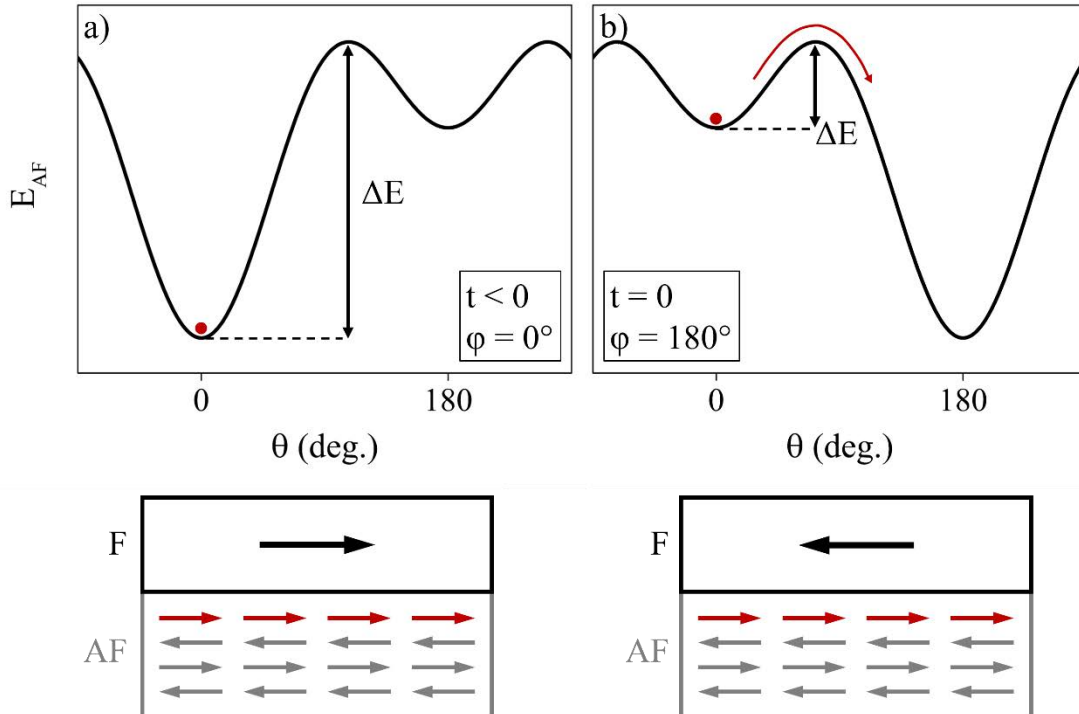 a)
E_AF
ΔE
t < 0
φ = 0°
0
180
θ (deg.)
b)
ΔE
t = 0
φ = 180°
0
180
θ (deg.)
F
AF
F
AF